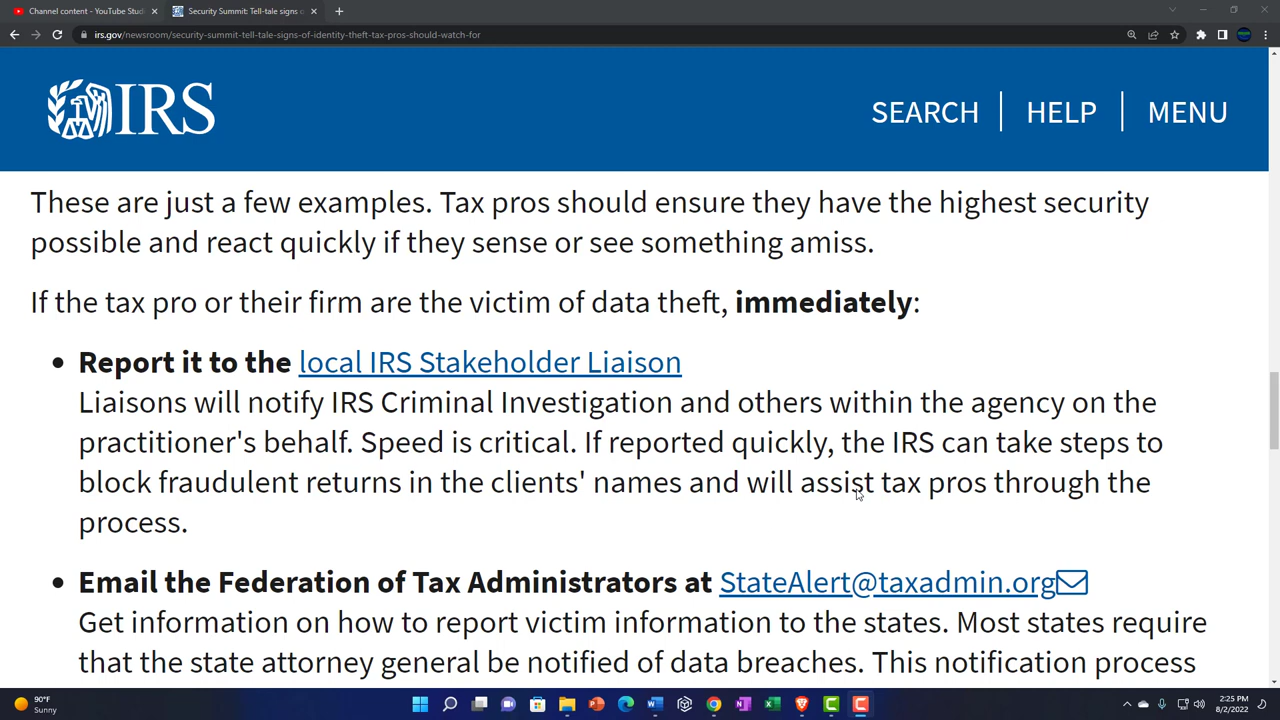 Channel content - YouTube Stud
Security Summit: Tell-tale signs o
irs.gov/newsroom/security-summit-tell-tale-signs-of-identity-theft-tax-pros-should-watch-for
IRS
SEARCH
HELP
MENU
These are just a few examples. Tax pros should ensure they have the highest security
possible and react quickly if they sense or see something amiss.
If the tax pro or their firm are the victim of data theft, immediately:
Report it to the local IRS Stakeholder Liaison
Liaisons will notify IRS Criminal Investigation and others within the agency on the
practitioner's behalf. Speed is critical. If reported quickly, the IRS can take steps to
block fraudulent returns in the clients' names and will assist tax pros through the
process.
Email the Federation of Tax Administrators at StateAlert@taxadmin.org
Get information on how to report victim information to the states. Most states require
that the state attorney general be notified of data breaches. This notification process
90°F
Sunny
2:25 PM
8/2/2022